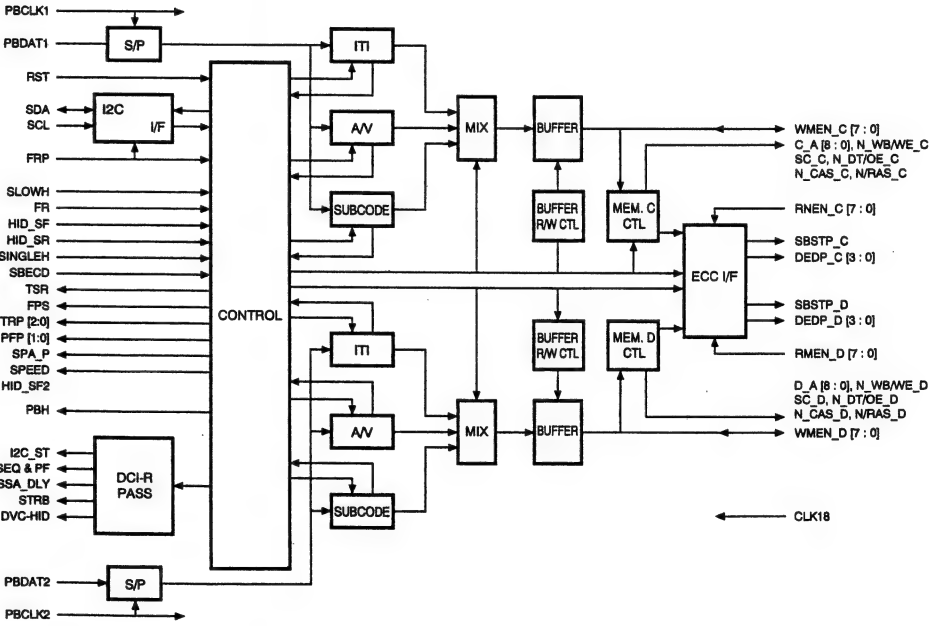 PBCLK1
PBDAT1
S/P
RST
SDA
SCL
I2C
I/F
FRP
SLOWH
FR
HID_SF
HID_SR
SINGLEH
SBECD
TSR
FPS
TRP [2:0]
PFP [1:0]
SPA_P
SPEED
HID_SF2
PBH
I2C_ST
SEQ & PF
SSA_DLY
STRB
DVC-HID
DCI-R
PASS
PBDAT2
S/P
PBCLK2
CONTROL
ITI
A/V
SUBCODE
MIX
BUFFER
BUFFER
R/W CTL
MEM. C
CTL
ECC I/F
ITI
A/V
SUBCODE
MIX
BUFFER
R/W CTL
BUFFER
MEM. D
CTL
WMEN_C [7 : 0]
C_A [8 : 0], N_WB/WE_C
SC_C, N_DT/OE_C
N_CAS_C, N/RAS_C
RNEN_C [7 : 0]
SBSTP_C
DEDP_C [3 : 0]
SBSTP_D
DEDP_D [3 : 0]
RMEN_D [7 : 0]
D_A [8 : 0], N_WB/WE_D
SC_D, N_DT/OE_D
N_CAS_D, N/RAS_D
WMEN_D [7 : 0]
CLK18